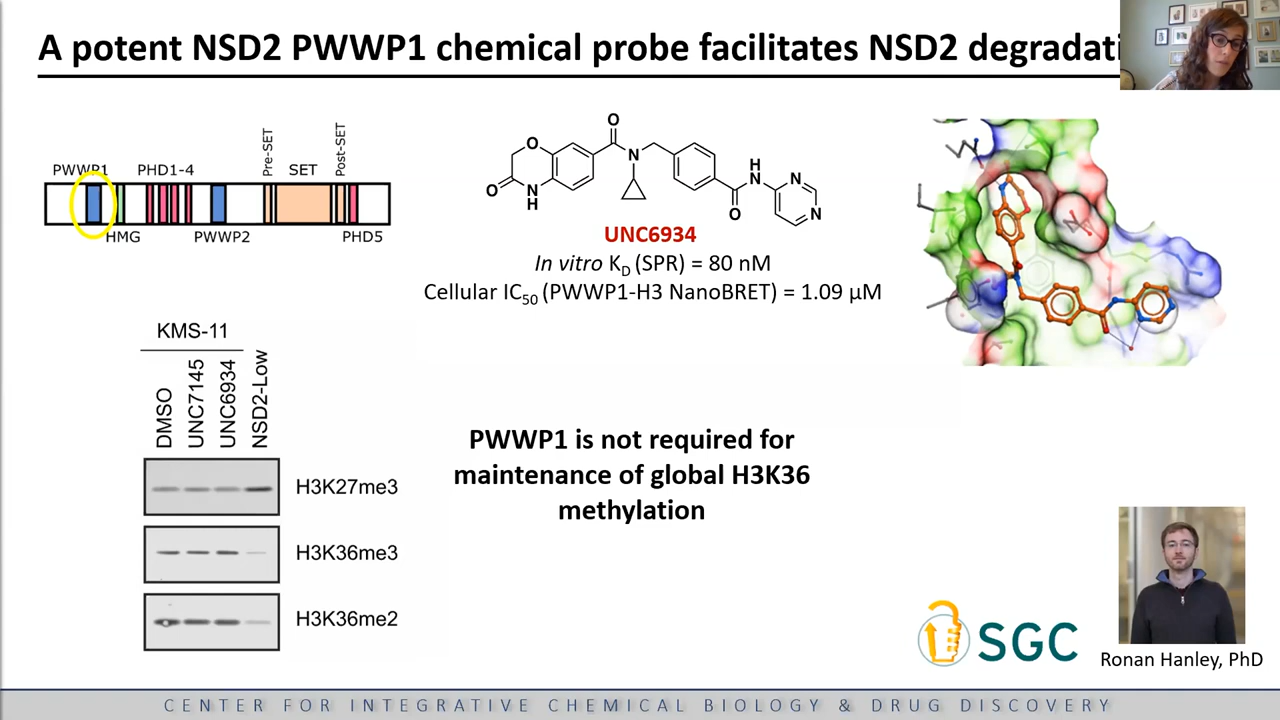 A potent NSD2 PWWP1 chemical probe facilitates NSD2 degradati
PWWP1
PHD1-4
Pre-SET
SET
Post-SET
HMG
PWWP2
PHD5
O
O
O
N
H
N
N
O
N
H
O
N
UNC6934
In vitro KD (SPR) = 80 nM
Cellular IC50 (PWWP1-H3 NanoBRET) = 1.09 µM
KMS-11
DMSO
UNC7145
UNC6934
NSD2-Low
H3K27me3
H3K36me3
H3K36me2
PWWP1 is not required for
maintenance of global H3K36
methylation
SGC
Ronan Hanley, PhD
CENTER FOR INTEGRATIVE CHEMICAL BIOLOGY & DRUG DISCOVERY